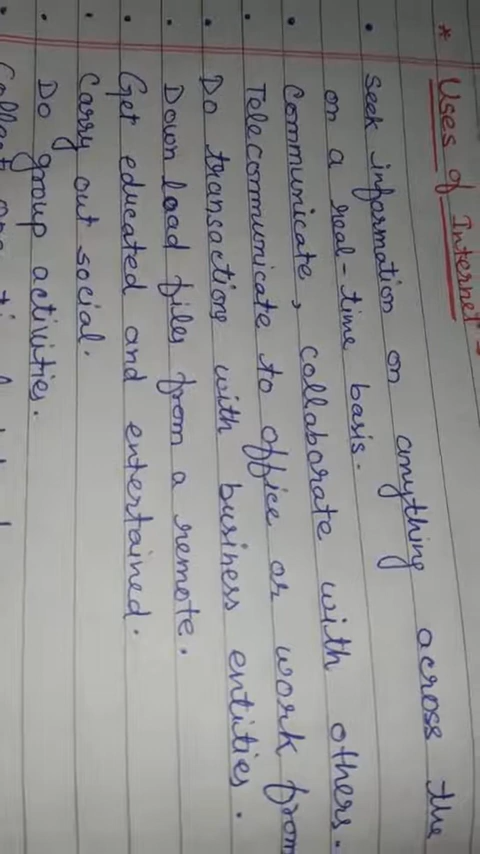 * Uses of Internet -
• Seek information on anything across the
on a real-time basis.
• Communicate, collaborate with others.
• Telecommunicate to office or work from
• Do transactions with business entities.
• Down load files from a remote.
• Get educated and entertained.
• Carry out social.
• Do group activities.